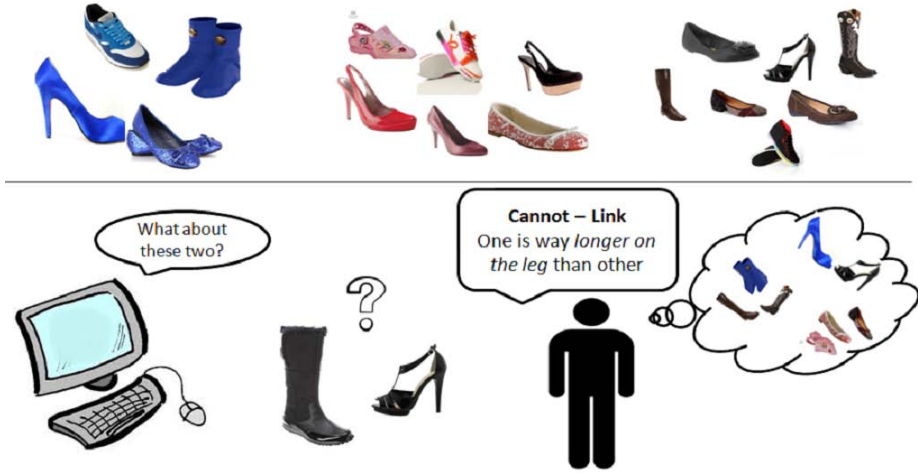 What about
these two?
Cannot – Link
One is way longer on
the leg than other
?